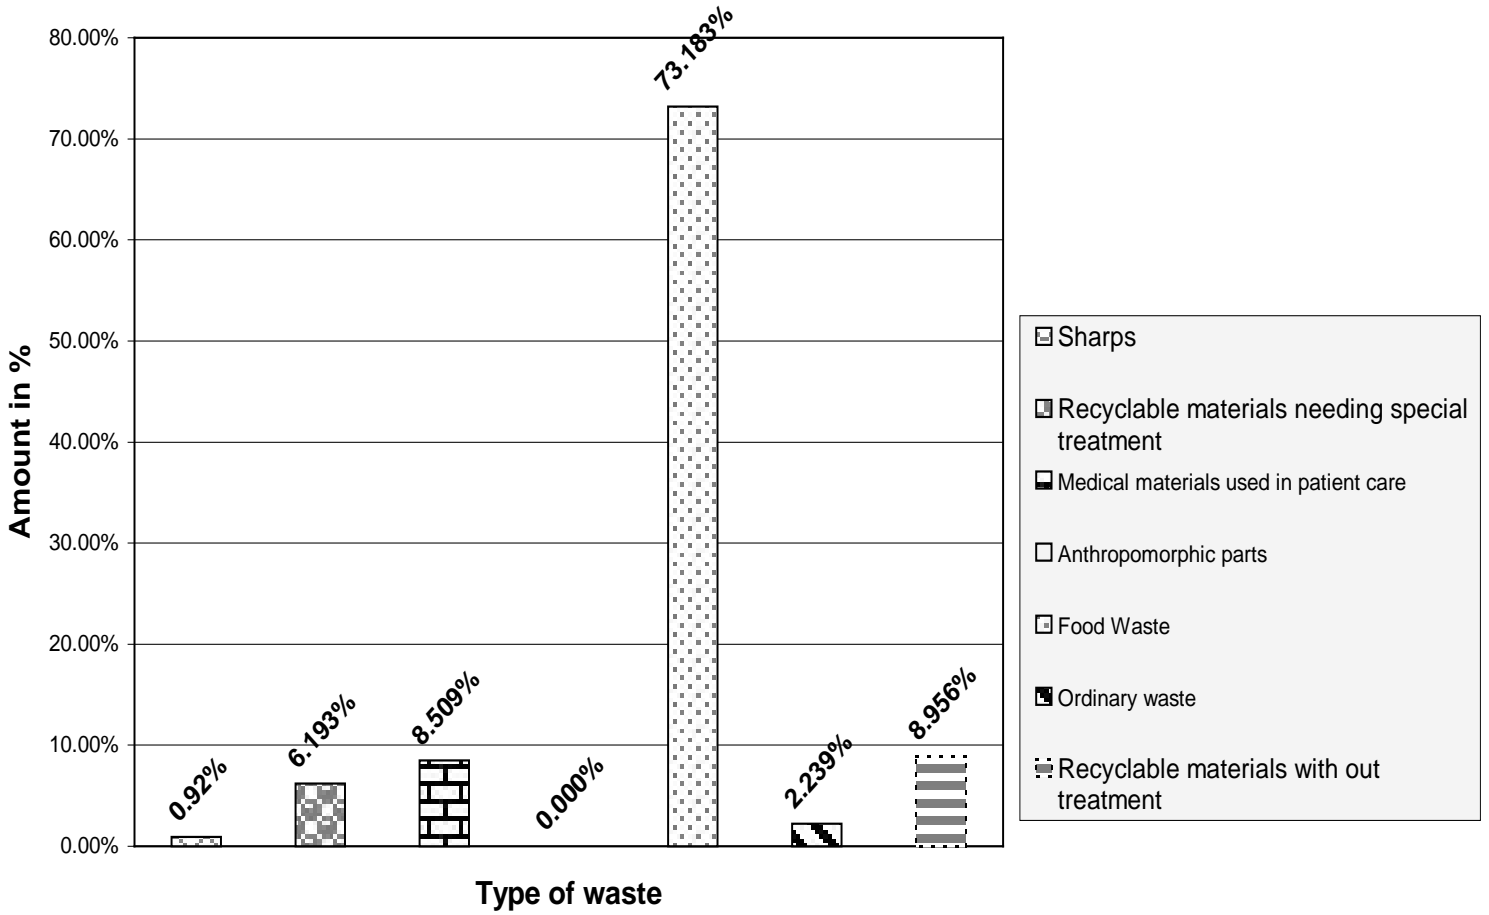 80.00%
70.00%
60.00%
50.00%
40.00%
30.00%
20.00%
10.00%
0.00%
Amount in %
0.92%
6.193%
8.509%
0.000%
73.183%
2.239%
8.956%
Type of waste
Sharps
Recyclable materials needing special
treatment
Medical materials used in patient care
Anthropomorphic parts
Food Waste
Ordinary waste
Recyclable materials with out
treatment